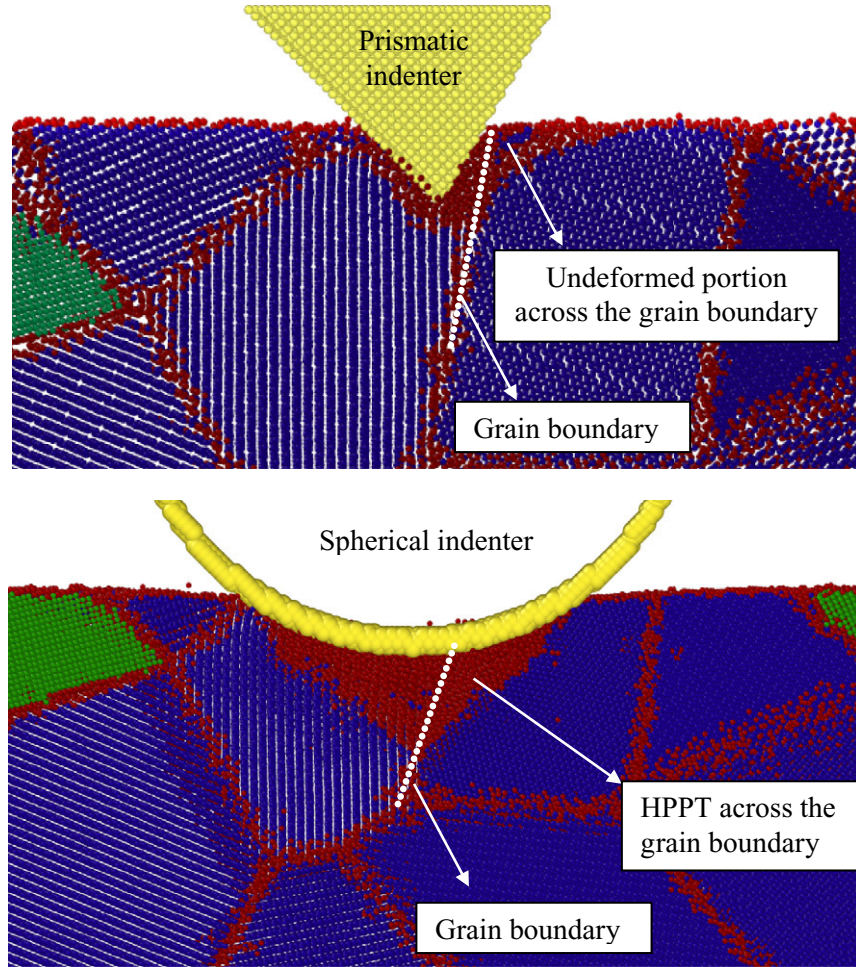 Prismatic
indenter
Undeformed portion
across the grain boundary
Grain boundary
Spherical indenter
HPPT across the
grain boundary
Grain boundary